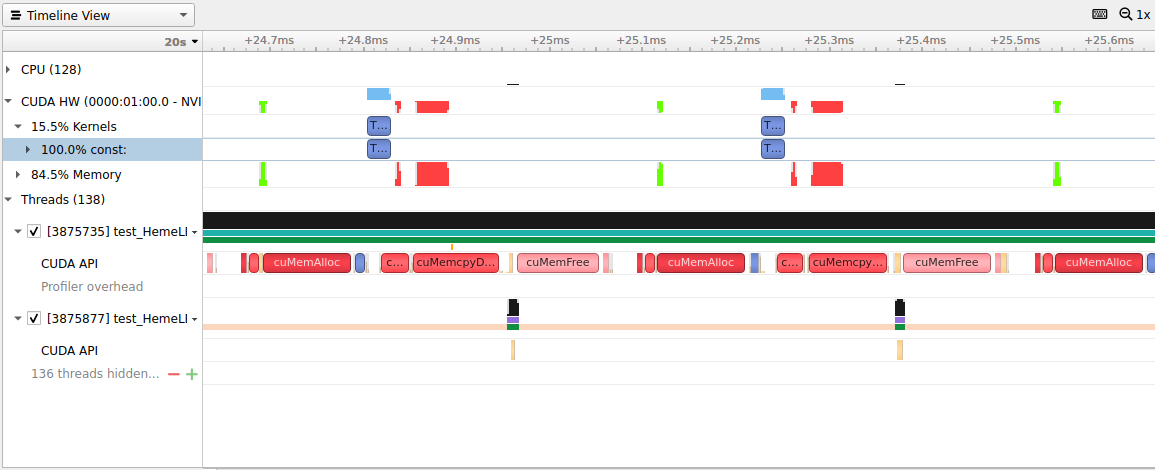 Timeline View
1x
20s +24.7ms +24.8ms +24.9ms +25ms +25.1ms +25.2ms +25.3ms +25.4ms +25.5ms +25.6ms
CPU (128)
CUDA HW (0000:01:00.0 - NVI
15.5% Kernels T... T...
100.0% const: T... T...
84.5% Memory
Threads (138)
[3875735] test_HemeLI
CUDA API cuMemAlloc c... cuMemcpyD... cuMemFree cuMemAlloc c... cuMemcpy... cuMemFree cuMemAlloc
Profiler overhead
[3875877] test_HemeLI
CUDA API
136 threads hidden...